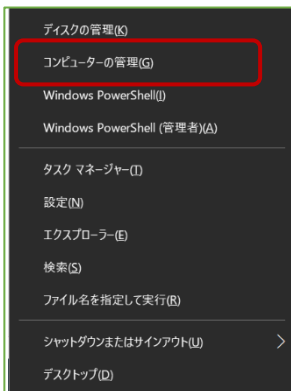 ディスクの管理(K)
コンピューターの管理(G)
Windows PowerShell(I)
Windows PowerShell (管理者)(A)
タスク マネージャー(T)
設定(N)
エクスプローラー(E)
検索(S)
ファイル名を指定して実行(R)
シャットダウンまたはサインアウト(U)
デスクトップ(D)